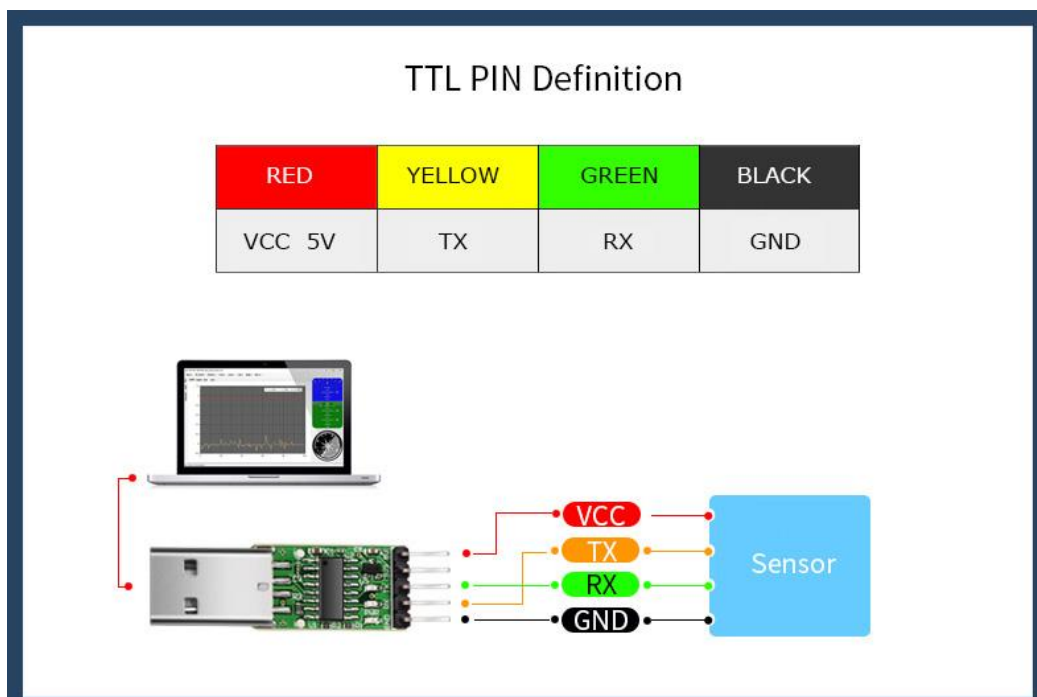 TTL PIN Definition
RED YELLOW GREEN BLACK
VCC 5V TX RX GND
VCC
TX
RX
GND
Sensor